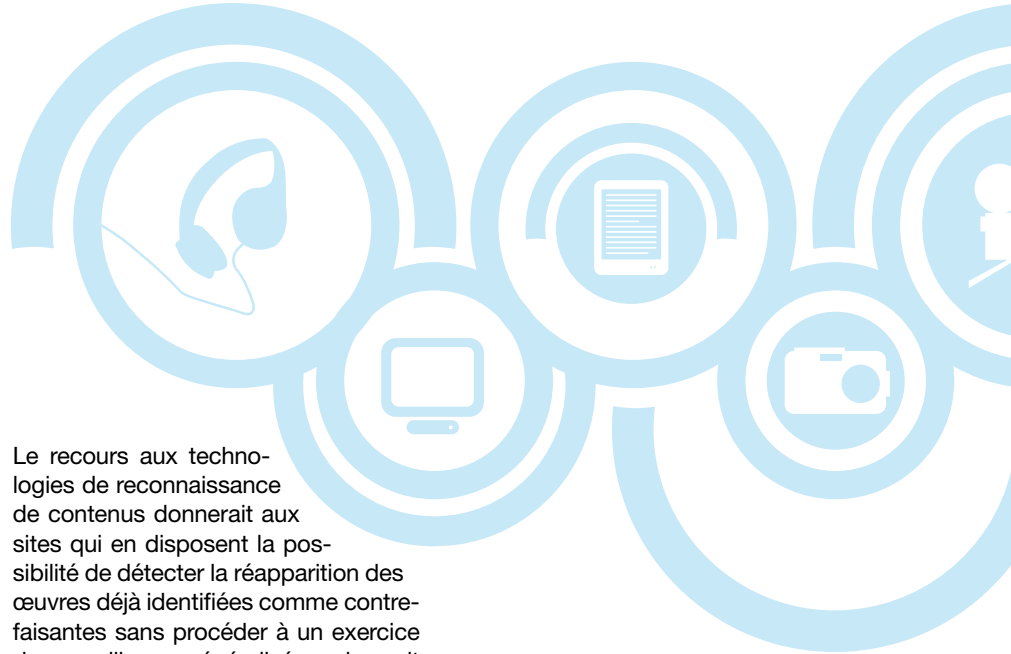 Le recours aux techno-
logies de reconnaissance
de contenus donnerait aux
sites qui en disposent la pos-
sibilité de détecter la réapparition des
œuvres déjà identifiées comme contre-
faisantes sans procéder à un exercice